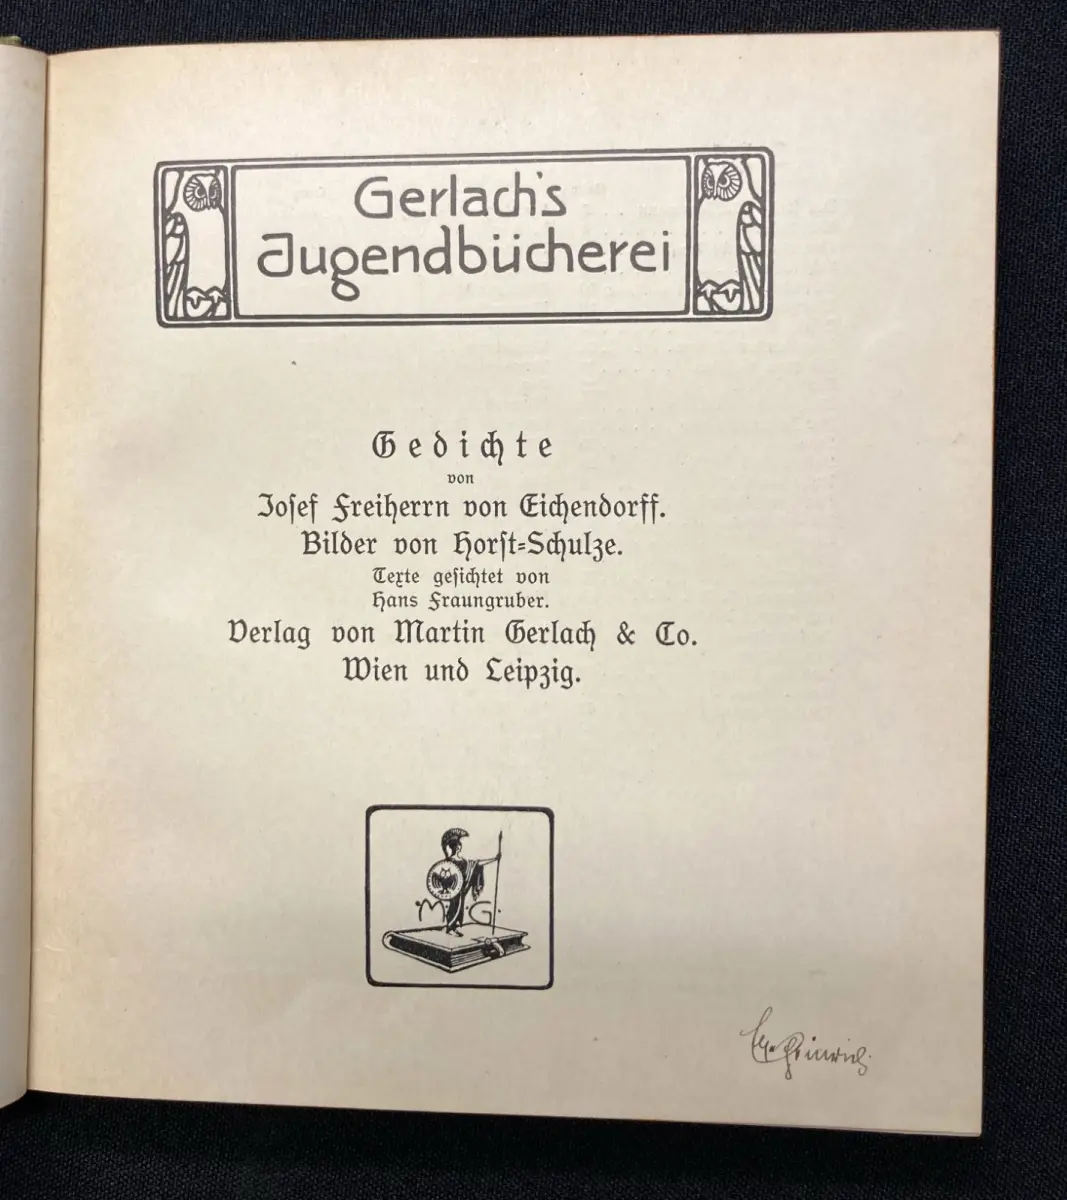 Gerlach's
Jugendbücherei
Gedichte
von
Josef Freiherrn von Eichendorff.
Bilder von Horst-Schulze.
Texte gesichtet von
Hans Fraungruber.
Verlag von Martin Gerlach & Co.
Wien und Leipzig.
·M. G.
Heinrich.